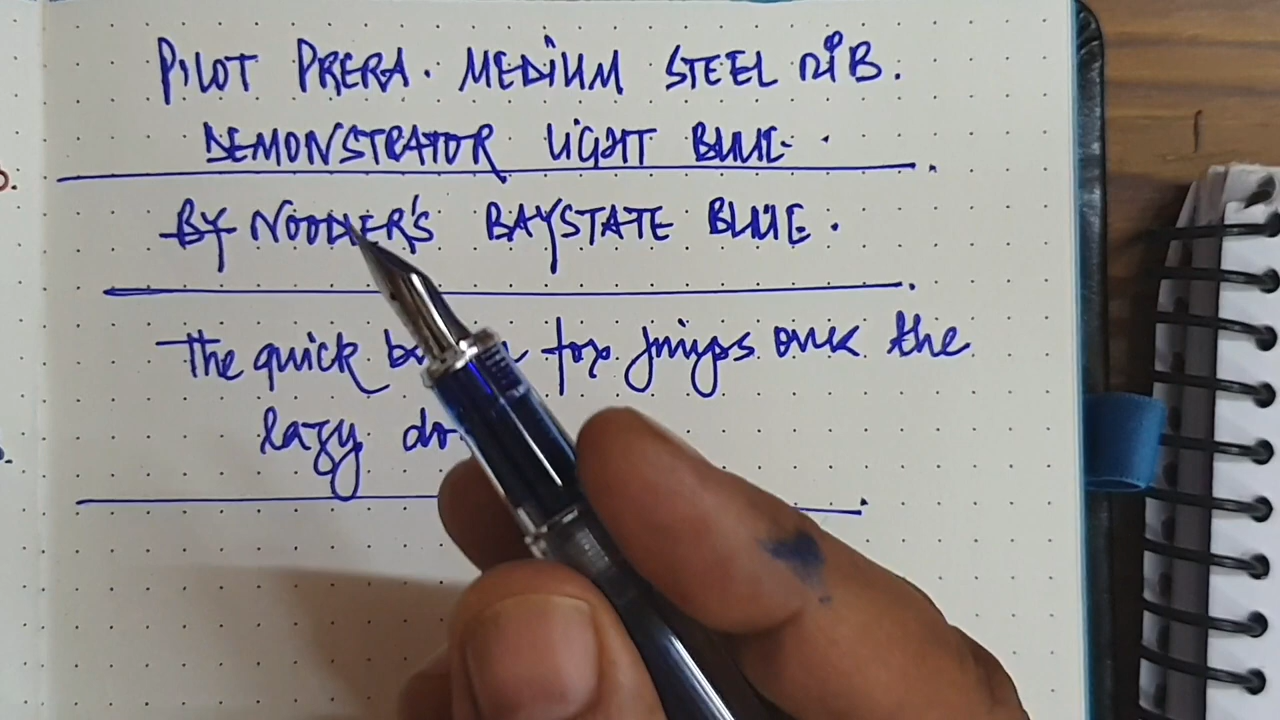 PILOT PRERA. MEDIUM STEEL NIB.
DEMONSTRATOR LIGHT BLUE.
BY NOODLER'S BAYSTATE BLUE.
The quick fox jumps over the
lazy